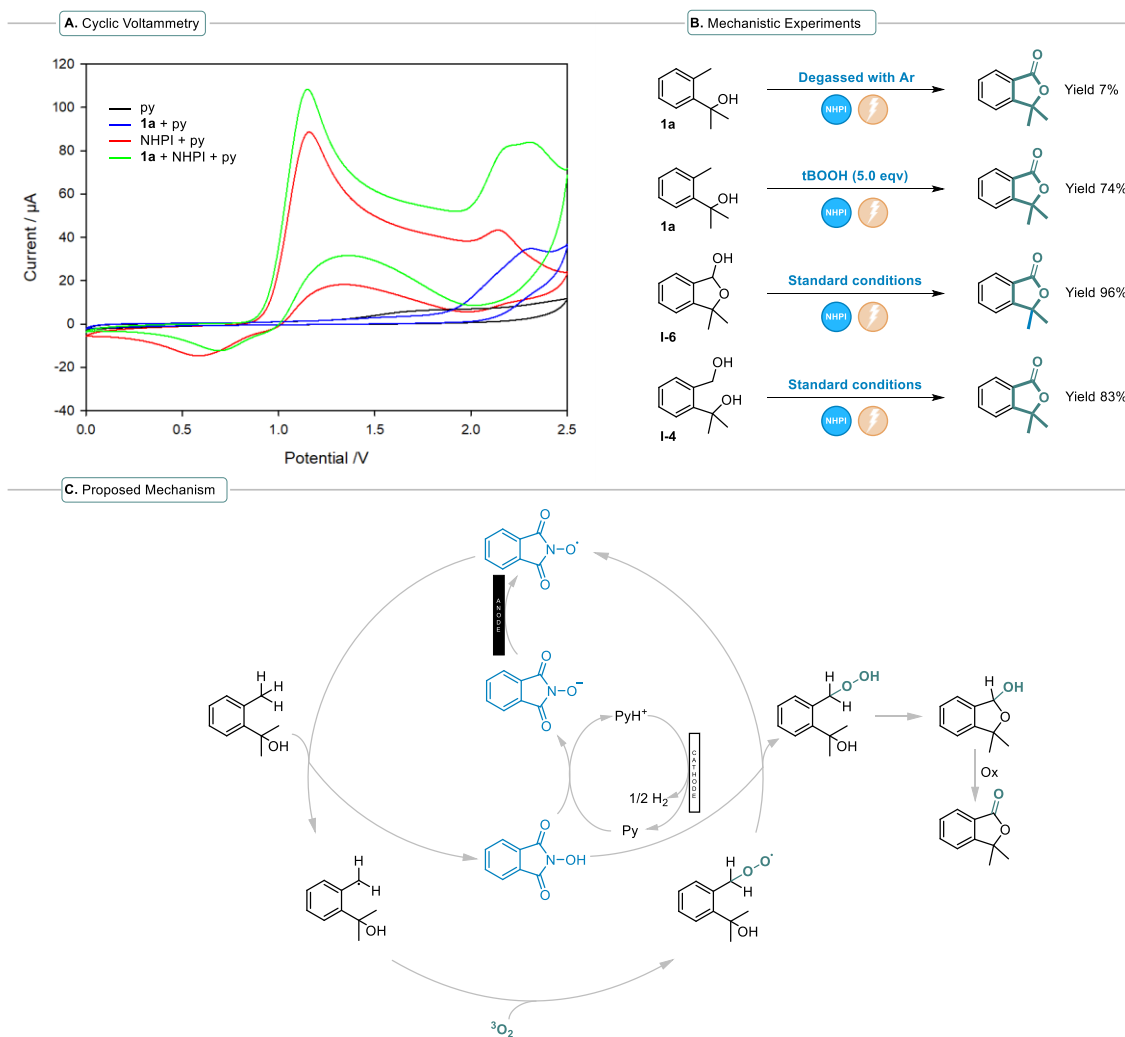 A. Cyclic Voltammetry
B. Mechanistic Experiments
120
100
80
60
40
20
0
-20
-40
0.0
0.5
1.0
1.5
2.0
2.5
Current / µA
Potential /V
py
1a + py
NHPI + py
1a + NHPI + py
OH
1a
Degassed with Ar
NHPI
O
O
Yield 7%
OH
1a
tBOOH (5.0 eqv)
NHPI
O
O
Yield 74%
OH
O
I-6
Standard conditions
NHPI
O
O
Yield 96%
OH
OH
I-4
Standard conditions
NHPI
O
O
Yield 83%
C. Proposed Mechanism
O
N
O•
O
ANODE
O
N
O−
O
H
H
H
OH
PyH+
CATHODE
1/2 H2
Py
O
N
OH
O
H
H
OH
3O2
H
O
O•
H
OH
H
O
OH
H
OH
H
OH
O
Ox
O
O